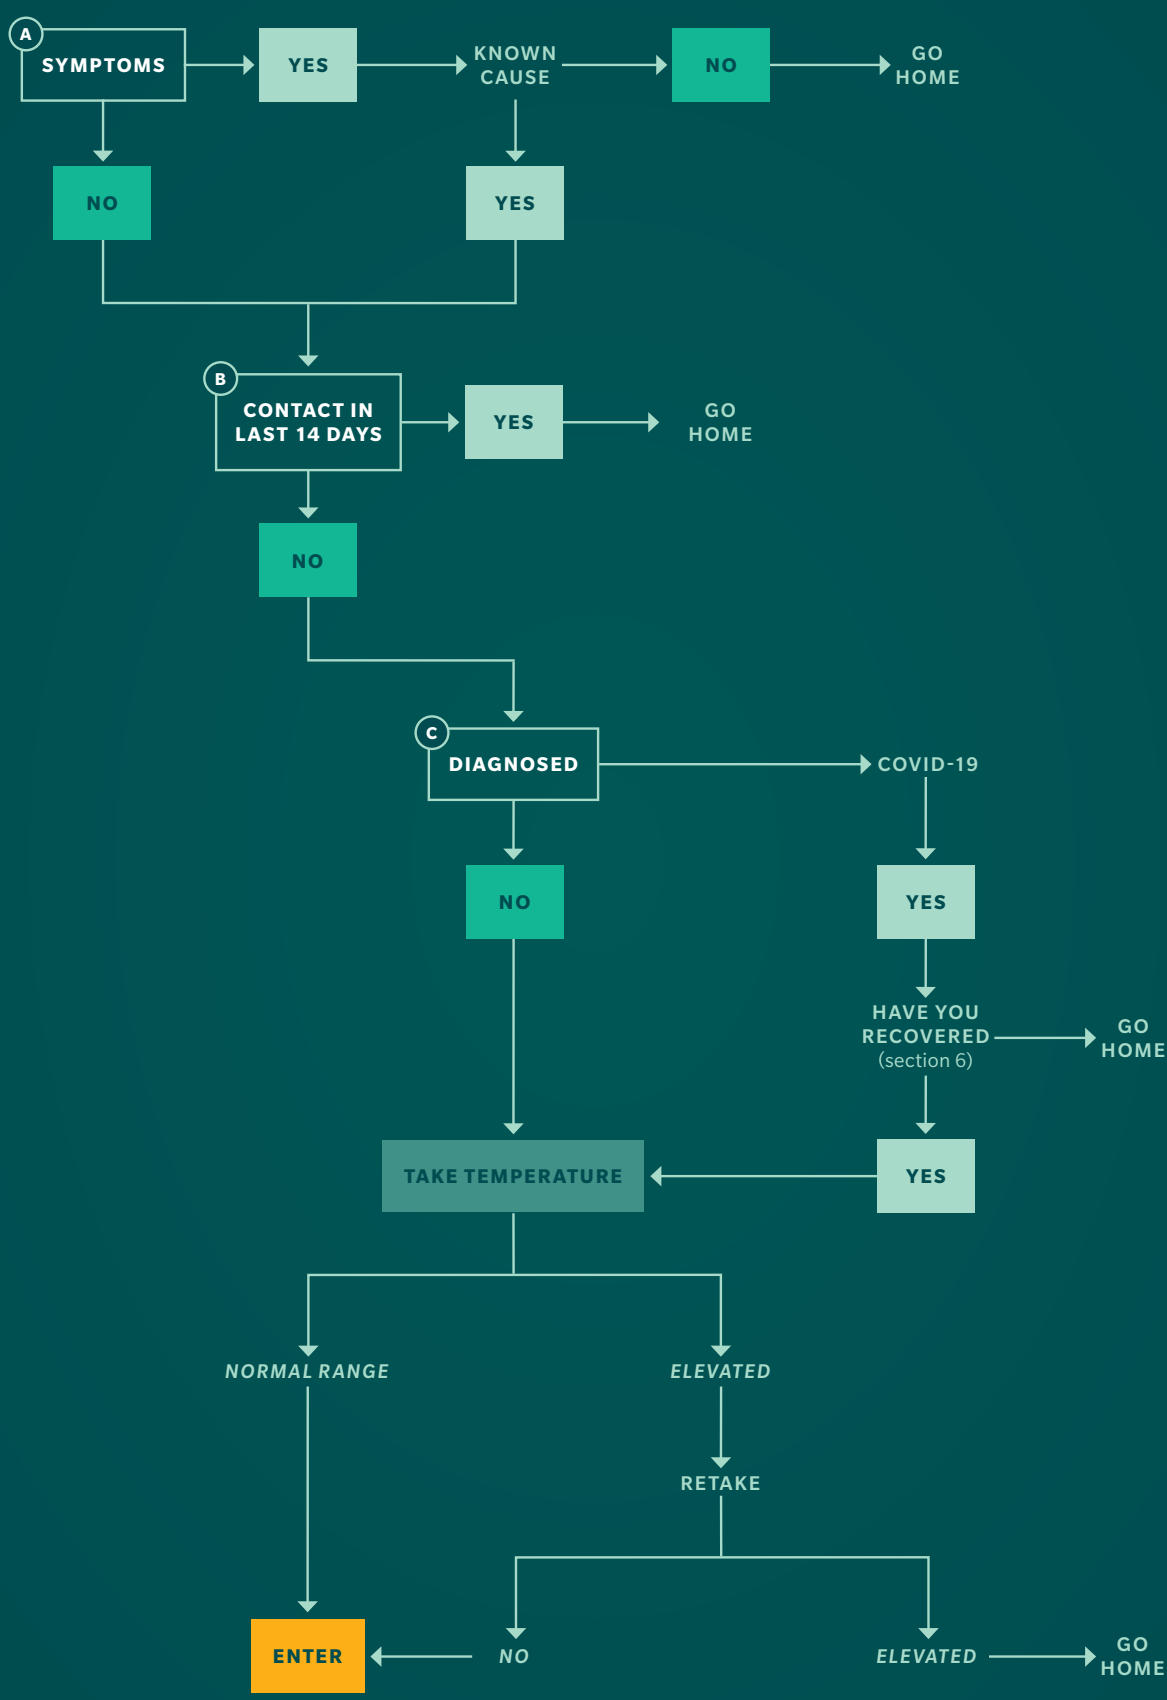 A
SYMPTOMS
YES
KNOWN
CAUSE
NO
GO
HOME
NO
YES
B
CONTACT IN
LAST 14 DAYS
YES
GO
HOME
NO
C
DIAGNOSED
COVID-19
NO
YES
HAVE YOU
RECOVERED
(section 6)
GO
HOME
TAKE TEMPERATURE
YES
NORMAL RANGE
ELEVATED
RETAKE
ENTER
NO
ELEVATED
GO
HOME